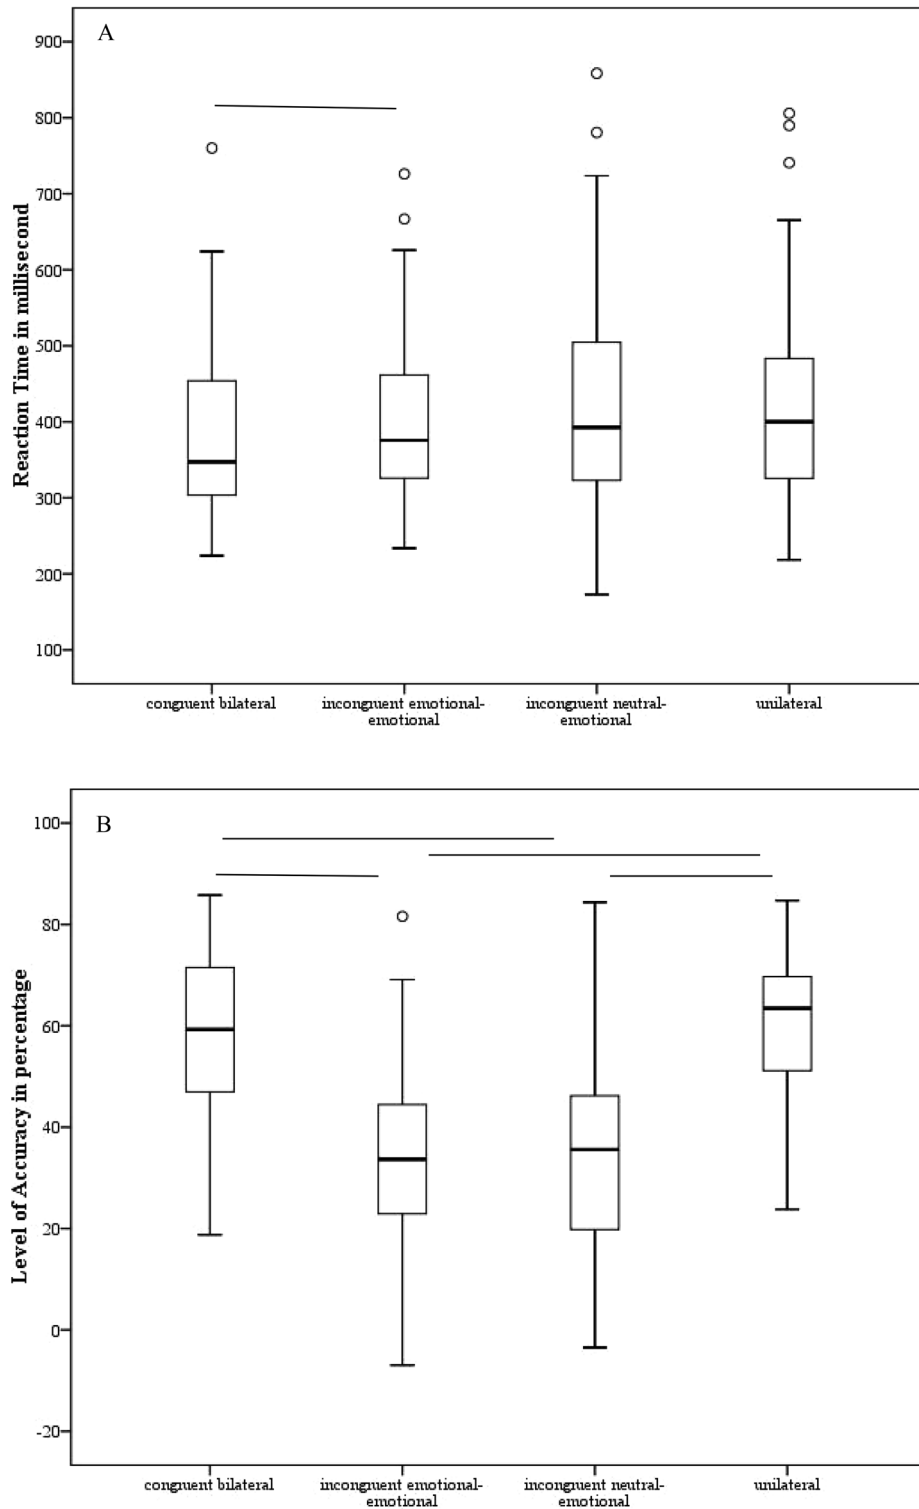 A
900
800
700
600
500
400
300
200
100
Reaction Time in millisecond
congruent bilateral
incongruent emotional-
emotional
incongruent neutral-
emotional
unilateral
B
100
80
60
40
20
0
-20
Level of Accuracy in percentage
congruent bilateral
incongruent emotional-
emotional
incongruent neutral-
emotional
unilateral